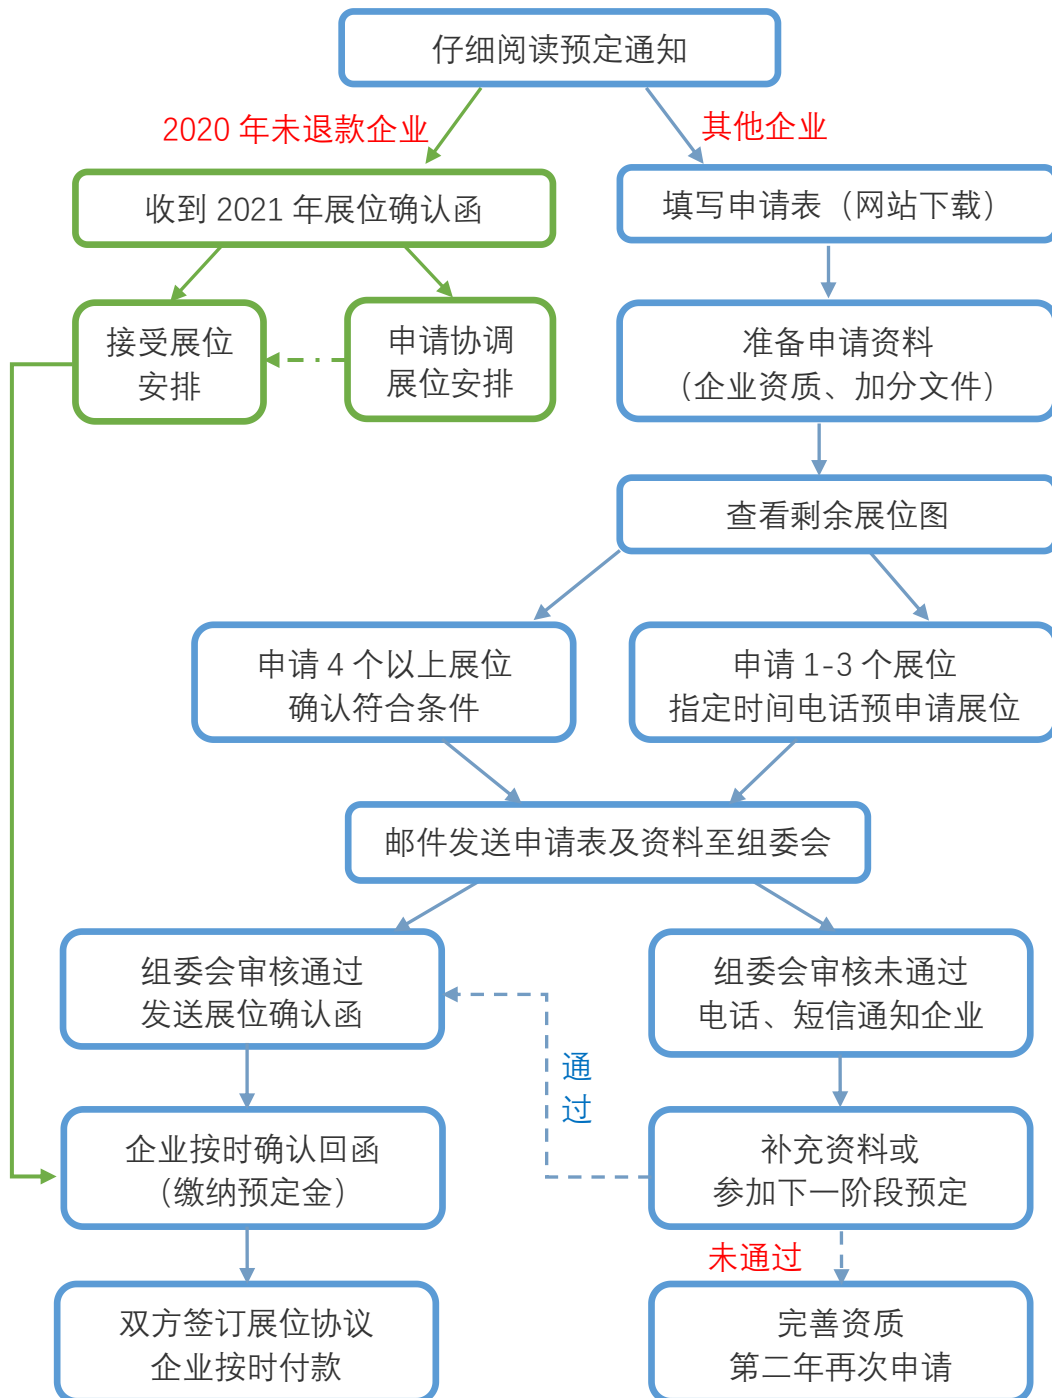 仔细阅读预定通知
2020 年未退款企业
其他企业
收到 2021 年展位确认函
填写申请表（网站下载）
接受展位
安排
申请协调
展位安排
准备申请资料
（企业资质、加分文件）
查看剩余展位图
申请 4 个以上展位
确认符合条件
申请 1-3 个展位
指定时间电话预申请展位
邮件发送申请表及资料至组委会
组委会审核通过
发送展位确认函
组委会审核未通过
电话、短信通知企业
通
过
企业按时确认回函
（缴纳预定金）
补充资料或
参加下一阶段预定
未通过
双方签订展位协议
企业按时付款
完善资质
第二年再次申请